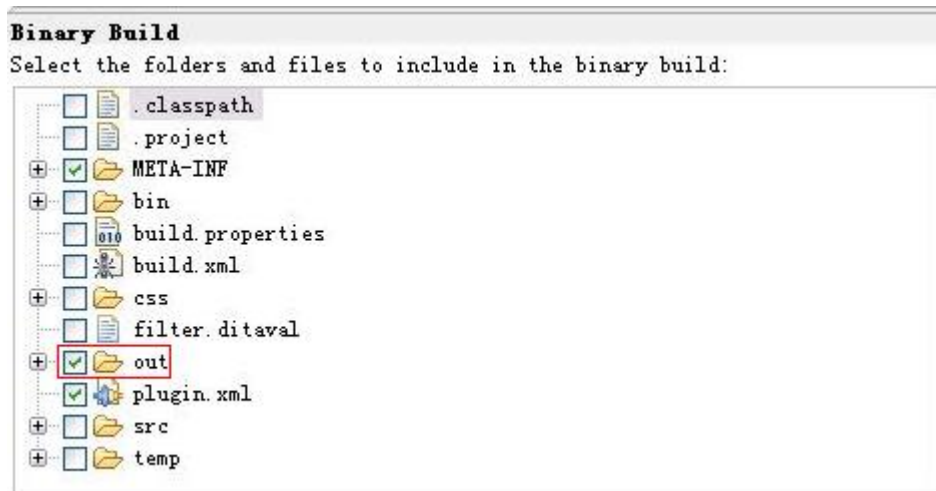 Binary Build
Select the folders and files to include in the binary build:
.classpath
.project
META-INF
bin
build.properties
build.xml
css
filter.ditaval
out
plugin.xml
src
temp